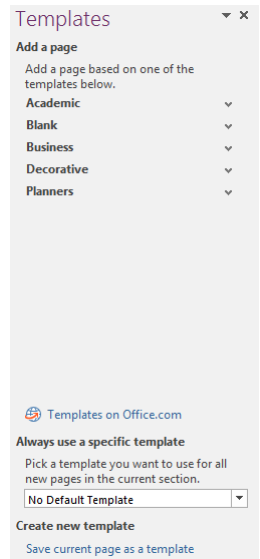 Templates
Add a page
Add a page based on one of the
templates below.
Academic
Blank
Business
Decorative
Planners
Templates on Office.com
Always use a specific template
Pick a template you want to use for all
new pages in the current section.
No Default Template
Create new template
Save current page as a template